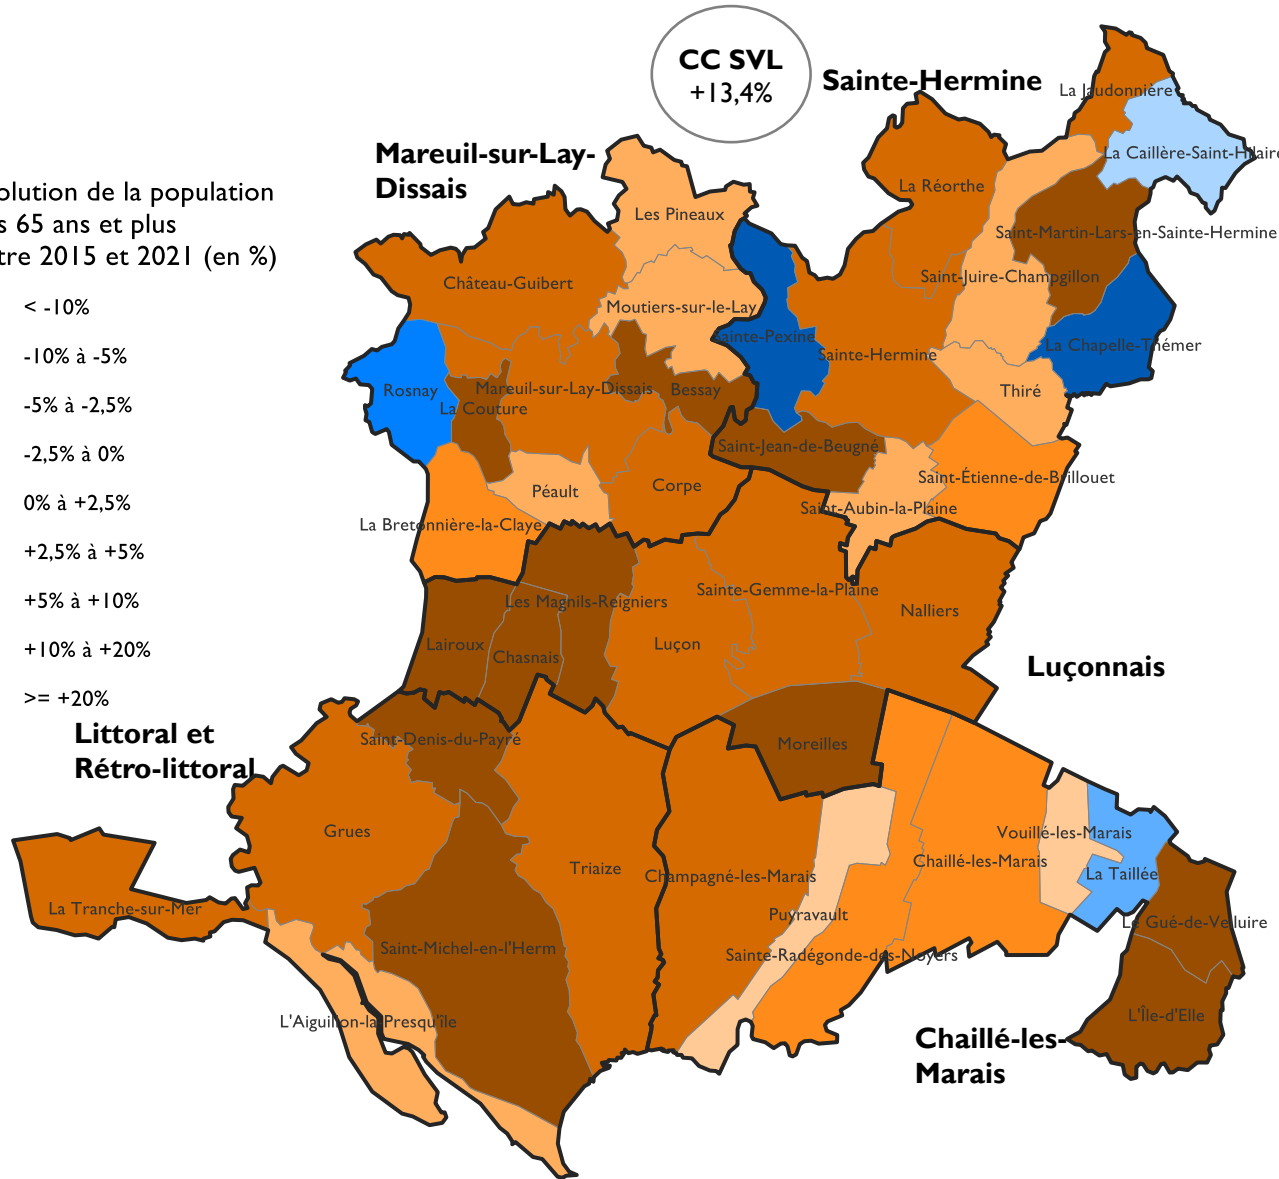 CC SVL
+13,4%
Sainte-Hermine
La Jaudonnière
La Caillère-Saint-Hilaire
Mareuil-sur-Lay-
Dissais
olution de la population
s 65 ans et plus
tre 2015 et 2021 (en %)
< -10%
-10% à -5%
-5% à -2,5%
-2,5% à 0%
0% à +2,5%
+2,5% à +5%
+5% à +10%
+10% à +20%
>= +20%
La Réorthe
Les Pineaux
Saint-Martin-Lars-en-Sainte-Hermine
Saint-Juire-Champgillon
Château-Guibert
Moutiers-sur-le-Lay
Sainte-Pexine
La Chapelle-Thémer
Sainte-Hermine
Rosnay
Mareuil-sur-Lay-Dissais
Bessay
Thiré
La Couture
Saint-Jean-de-Beugné
Saint-Étienne-de-Brillouet
Péault
Corpe
Saint-Aubin-la-Plaine
La Bretonnière-la-Claye
Sainte-Gemme-la-Plaine
Les Magnils-Reigniers
Nalliers
Lairoux
Luçon
Chasnais
Luçonnais
Littoral et
Rétro-littoral
Saint-Denis-du-Payré
Moreilles
Grues
Vouillé-les-Marais
Chaillé-les-Marais
Triaize
Champagné-les-Marais
La Taillée
La Tranche-sur-Mer
Puyravault
Le Gué-de-Velluire
Saint-Michel-en-l'Herm
Sainte-Radégonde-des-Noyers
L'Aiguillon-la-Presqu'île
L'Île-d'Elle
Chaillé-les-
Marais